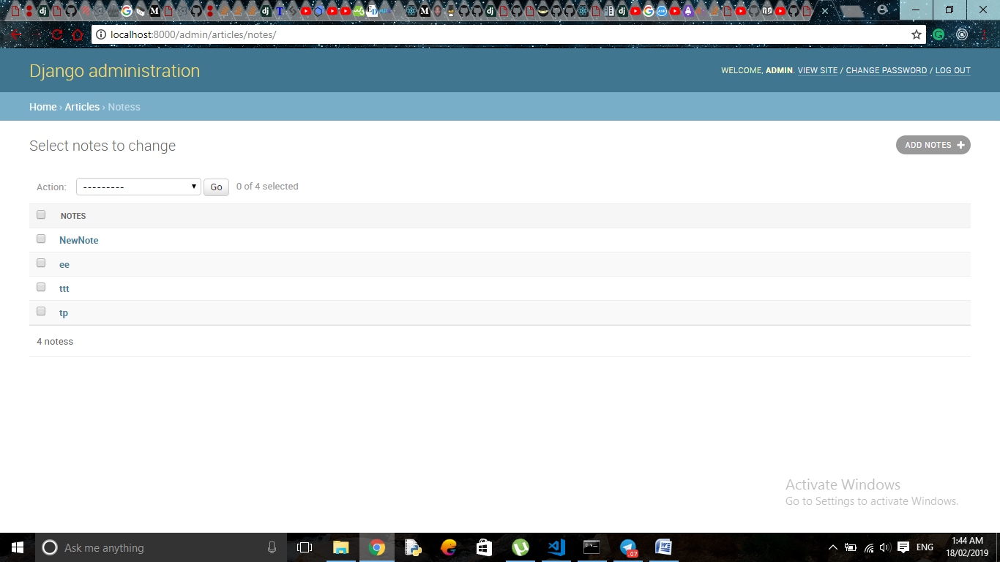 localhost:8000/admin/articles/notes/
Django administration
WELCOME, ADMIN. VIEW SITE / CHANGE PASSWORD / LOG OUT
Home › Articles › Notess
Select notes to change
ADD NOTES +
Action: --------- Go 0 of 4 selected
NOTES
NewNote
ee
ttt
tp
4 notess
Activate Windows
Go to Settings to activate Windows.
Ask me anything
ENG
1:44 AM
18/02/2019